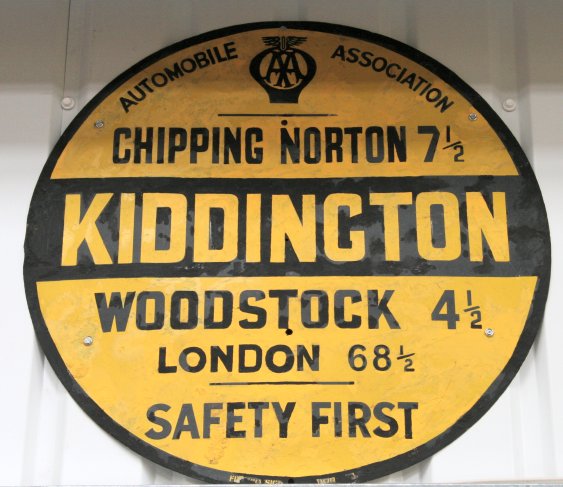 AUTOMOBILE AA ASSOCIATION
CHIPPING NORTON 7½
KIDDINGTON
WOODSTOCK 4½
LONDON 68½
SAFETY FIRST